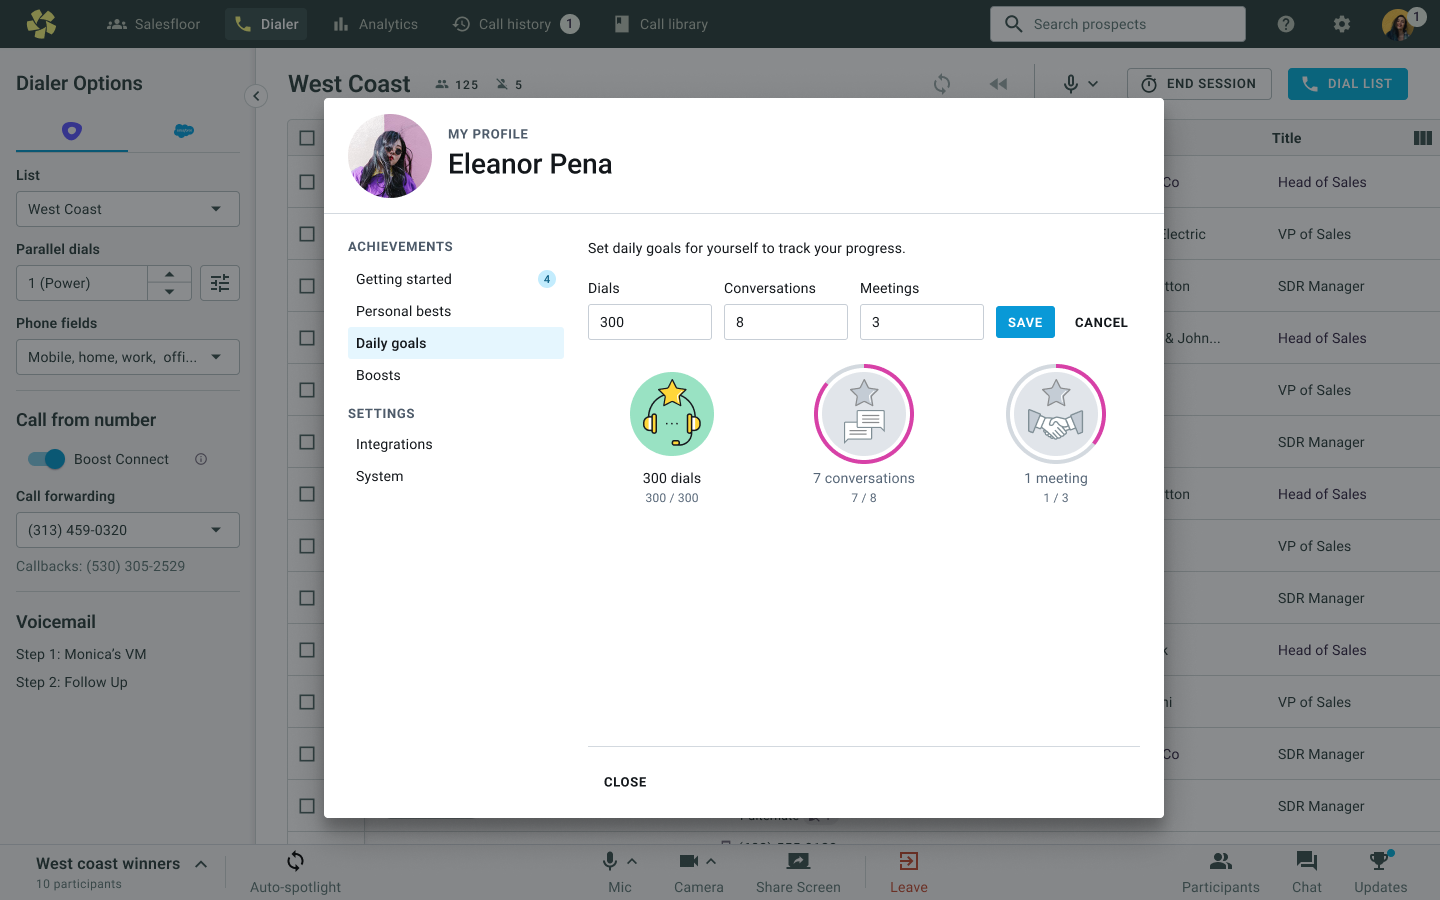 Salesfloor
Dialer
Analytics
Call history 1
Call library
Search prospects
1
Dialer Options
West Coast 125 5
END SESSION
DIAL LIST
List
West Coast
Parallel dials
1 (Power)
Phone fields
Mobile, home, work, offi...
Call from number
Boost Connect
Call forwarding
(313) 459-0320
Callbacks: (530) 305-2529
Voicemail
Step 1: Monica's VM
Step 2: Follow Up
MY PROFILE
Eleanor Pena
ACHIEVEMENTS
Getting started 4
Personal bests
Daily goals
Boosts
SETTINGS
Integrations
System
Set daily goals for yourself to track your progress.
Dials Conversations Meetings
300 8 3 SAVE CANCEL
300 dials 7 conversations 1 meeting
300 / 300 7 / 8 1 / 3
CLOSE
Title
Co Head of Sales
Electric VP of Sales
tton SDR Manager
& John... Head of Sales
VP of Sales
SDR Manager
tton Head of Sales
VP of Sales
SDR Manager
Head of Sales
ni VP of Sales
Co SDR Manager
SDR Manager
West coast winners
10 participants
Auto-spotlight
Mic
Camera
Share Screen
Leave
Participants
Chat
Updates